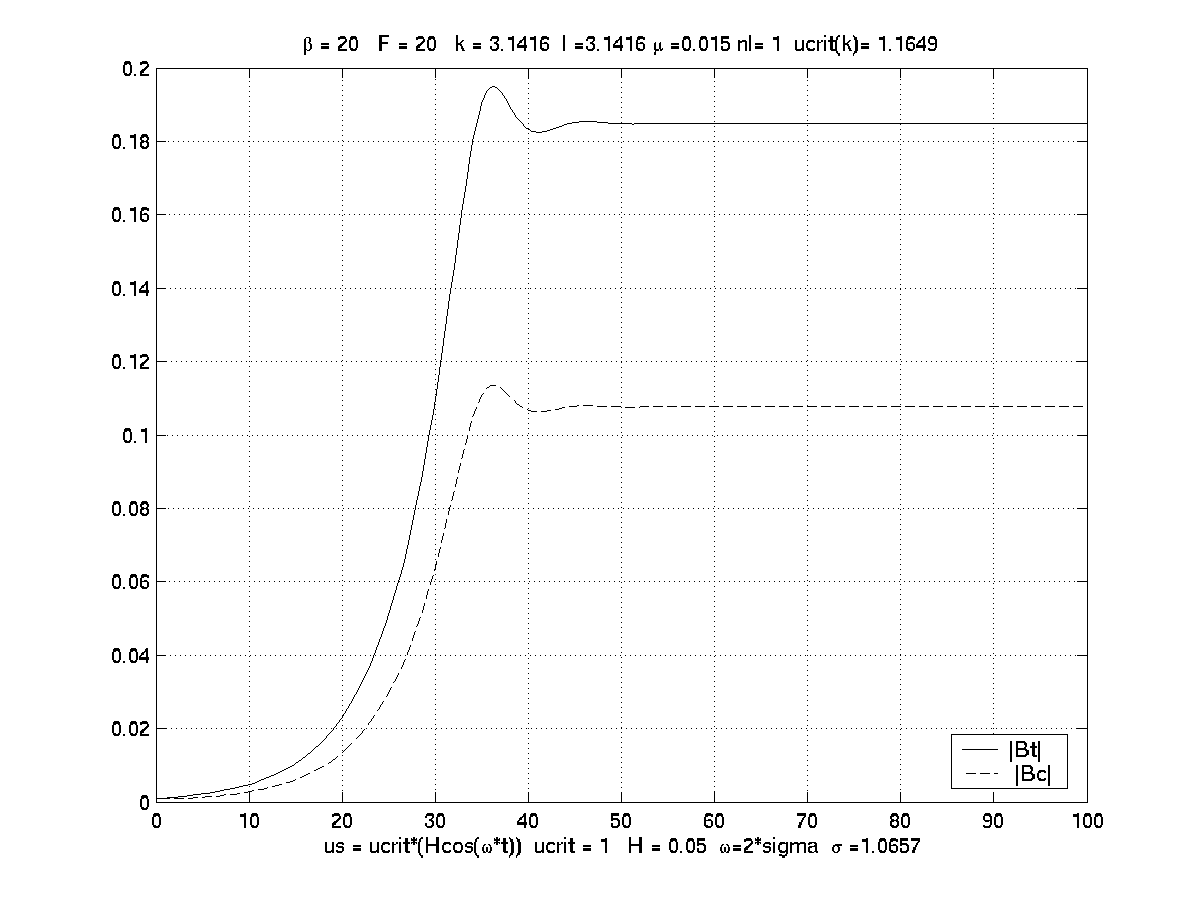 β = 20 F = 20 k = 3.1416 l =3.1416 μ =0.015 nl= 1 ucrit(k)= 1.1649
0.2
0.18
0.16
0.14
0.12
0.1
0.08
0.06
0.04
0.02
0
|Bt|
|Bc|
0 10 20 30 40 50 60 70 80 90 100
us = ucrit*(Hcos(ω*t)) ucrit = 1 H = 0.05 ω=2*sigma σ =1.0657